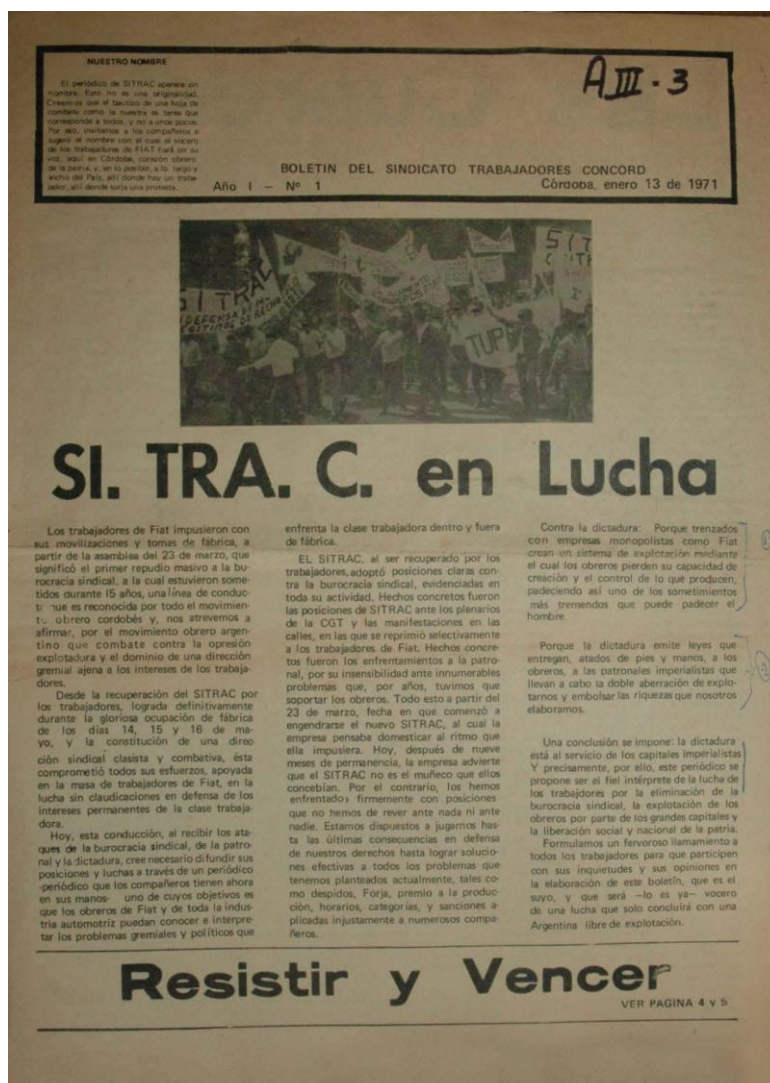 NUESTRO NOMBRE
El periódico de SITRAC aparece sin
nombre. Esto no es una originalidad.
Creemos que el bautizo de una hoja de
combate como la nuestra es tarea que
corresponde a todos, y no a unos pocos.
Por eso, invitamos a los compañeros a
sugerir el nombre con el cual el vocero
de los trabajadores de FIAT hará oir su
voz, aquí en Córdoba, corazón obrero
de la patria, y, en lo posible, a lo largo y
ancho del País, allí donde hay un traba-
jador, allí donde surja una protesta.
A III - 3
BOLETIN DEL SINDICATO TRABAJADORES CONCORD
Año I — Nº 1
Córdoba, enero 13 de 1971
SITRAC
DEFENSA DE
TUPA
SIT
SI. TRA. C. en Lucha
Los trabajadores de Fiat impusieron con
sus movilizaciones y tomas de fábrica, a
partir de la asamblea del 23 de marzo, que
significó el primer repudio masivo a la bu-
rocracia sindical, a la cual estuvieron some-
tidos durante 15 años, una línea de conduc-
que es reconocida por todo el movimien-
obrero cordobés y, nos atrevemos a
afirmar, por el movimiento obrero argen-
tino que combate contra la opresión
explotadura y el dominio de una dirección
gremial ajena a los intereses de los trabaja-
dores.
Desde la recuperación del SITRAC por
los trabajadores, lograda definitivamente
durante la gloriosa ocupación de fábrica
de los días 14, 15 y 16 de ma-
yo, y la constitución de una direc
ción sindical clasista y combativa, ésta
comprometió todos sus esfuerzos, apoyada
en la masa de trabajadores de Fiat, en la
lucha sin claudicaciones en defensa de los
intereses permanentes de la clase trabaja-
dora.
Hoy, esta conducción, al recibir los ata-
ques de la burocracia sindical, de la patro-
nal y la dictadura, cree necesario difundir sus
posiciones y luchas a través de un periódico
-periódico que los compañeros tienen ahora
en sus manos- uno de cuyos objetivos es
que los obreros de Fiat y de toda la indus-
tria automotriz puedan conocer e interpre-
tar los problemas gremiales y políticos que
enfrenta la clase trabajadora dentro y fuera
de fábrica.
EL SITRAC, al ser recuperado por los
trabajadores, adoptó posiciones claras con-
tra la burocracia sindical, evidenciadas en
toda su actividad. Hechos concretos fueron
las posiciones de SITRAC ante los plenarios
de la CGT y las manifestaciones en las
calles, en las que se reprimió selectivamente
a los trabajadores de Fiat. Hechos concre-
tos fueron los enfrentamientos a la patro-
nal, por su insensibilidad ante innumerables
problemas que, por años, tuvimos que
soportar los obreros. Todo esto a partir del
23 de marzo, fecha en que comenzó a
engendrarse el nuevo SITRAC, al cual la
empresa pensaba domesticar al ritmo que
ella impusiera. Hoy, después de nueve
meses de permanencia, la empresa advierte
que el SITRAC no es el muñeco que ellos
concebían. Por el contrario, los hemos
enfrentados firmemente con posiciones
que no hemos de rever ante nada ni ante
nadie. Estamos dispuestos a jugarnos has-
ta las últimas consecuencias en defensa
de nuestros derechos hasta lograr solucio-
nes efectivas a todos los problemas que
tenemos planteados actualmente, tales co-
mo despidos, Forja, premio a la produc-
ción, horarios, categorías, y sanciones a-
plicadas injustamente a numerosos compa-
ñeros.
Contra la dictadura: Porque trenzados
con empresas monopolistas como Fiat
crean en sistema de explotación mediante
el cual los obreros pierden su capacidad de
creación y el control de lo que producen,
padeciendo así uno de los sometimientos
más tremendos que puede padecer el
hombre.
Porque la dictadura emite leyes que
entregan, atados de pies y manos, a los
obreros, a las patronales imperialistas que
llevan a cabo la doble aberración de explo-
tarnos y embolsar las riquezas que nosotros
elaboramos.
Una conclusión se impone: la dictadura
está al servicio de los capitales imperialistas
Y precisamente, por ello, este periódico se
propone ser el fiel intérprete de la lucha de
los trabajdores por la eliminación de la
burocracia sindical, la explotación de los
obreros por parte de los grandes capitales y
la liberación social y nacional de la patria.
Formulamos un fervoroso llamamiento a
todos los trabajadores para que participen
con sus inquietudes y sus opiniones en
la elaboración de este boletín, que es el
suyo, y que será —lo es ya— vocero
de una lucha que solo concluirá con una
Argentina libre de explotación.
Resistir y Vencer
VER PAGINA 4 y 5